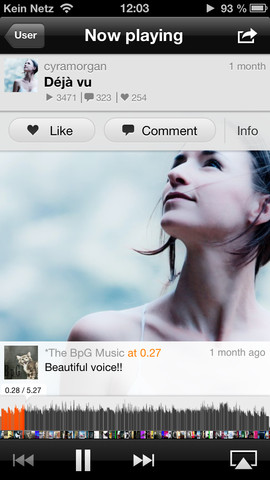 Kein Netz 12:03 93 %
User Now playing
cyramorgan 1 month
Déjà vu
3471 323 254
Like Comment Info
*The BpG Music at 0.27 1 month ago
Beautiful voice!!
0.28 / 5.27